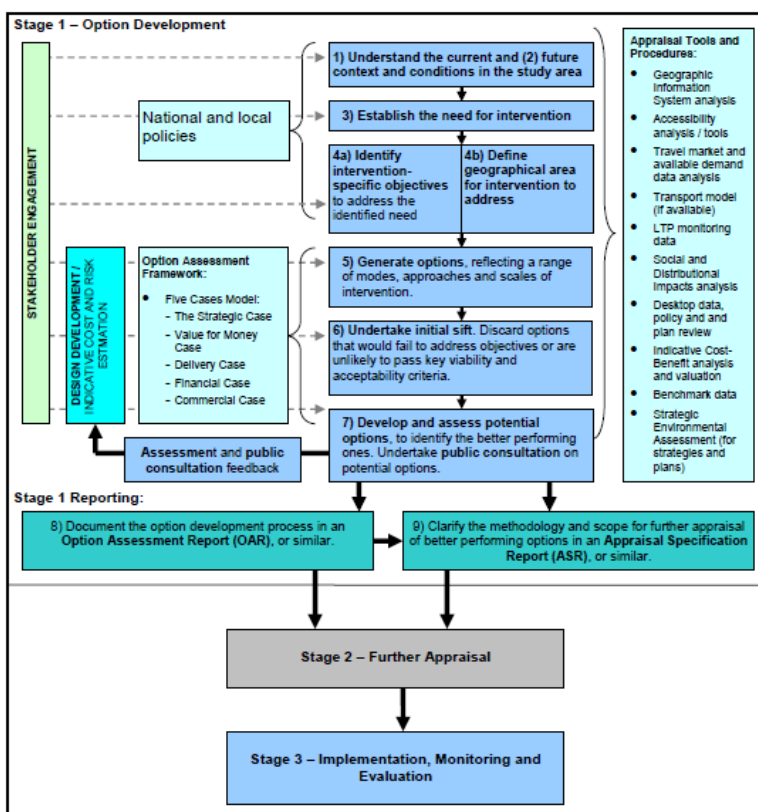 Stage 1 – Option Development
STAKEHOLDER ENGAGEMENT
National and local
policies
1) Understand the current and (2) future
context and conditions in the study area
3) Establish the need for intervention
4a) Identify
intervention-
specific objectives
to address the
identified need
4b) Define
geographical area
for intervention to
address
DESIGN DEVELOPMENT /
INDICATIVE COST AND RISK
ESTMATION
Option Assessment
Framework:
• Five Cases Model:
- The Strategic Case
- Value for Money
Case
- Delivery Case
- Financial Case
- Commercial Case
5) Generate options, reflecting a range
of modes, approaches and scales of
intervention.
6) Undertake initial sift. Discard options
that would fail to address objectives or are
unlikely to pass key viability and
acceptability criteria.
7) Develop and assess potential
options, to identify the better performing
ones. Undertake public consultation on
potential options.
Assessment and public
consultation feedback
Appraisal Tools and
Procedures:
• Geographic
Information
System analysis
• Accessibility
analysis / tools
• Travel market and
available demand
data analysis
• Transport model
(if available)
• LTP monitoring
data
• Social and
Distributional
Impacts analysis
• Desktop data,
policy and and
plan review
• Indicative Cost-
Benefit analysis
and valuation
• Benchmark data
• Strategic
Environmental
Assessment (for
strategies and
plans)
Stage 1 Reporting:
8) Document the option development process in an
Option Assessment Report (OAR), or similar.
9) Clarify the methodology and scope for further appraisal
of better performing options in an Appraisal Specification
Report (ASR), or similar.
Stage 2 – Further Appraisal
Stage 3 – Implementation, Monitoring and
Evaluation